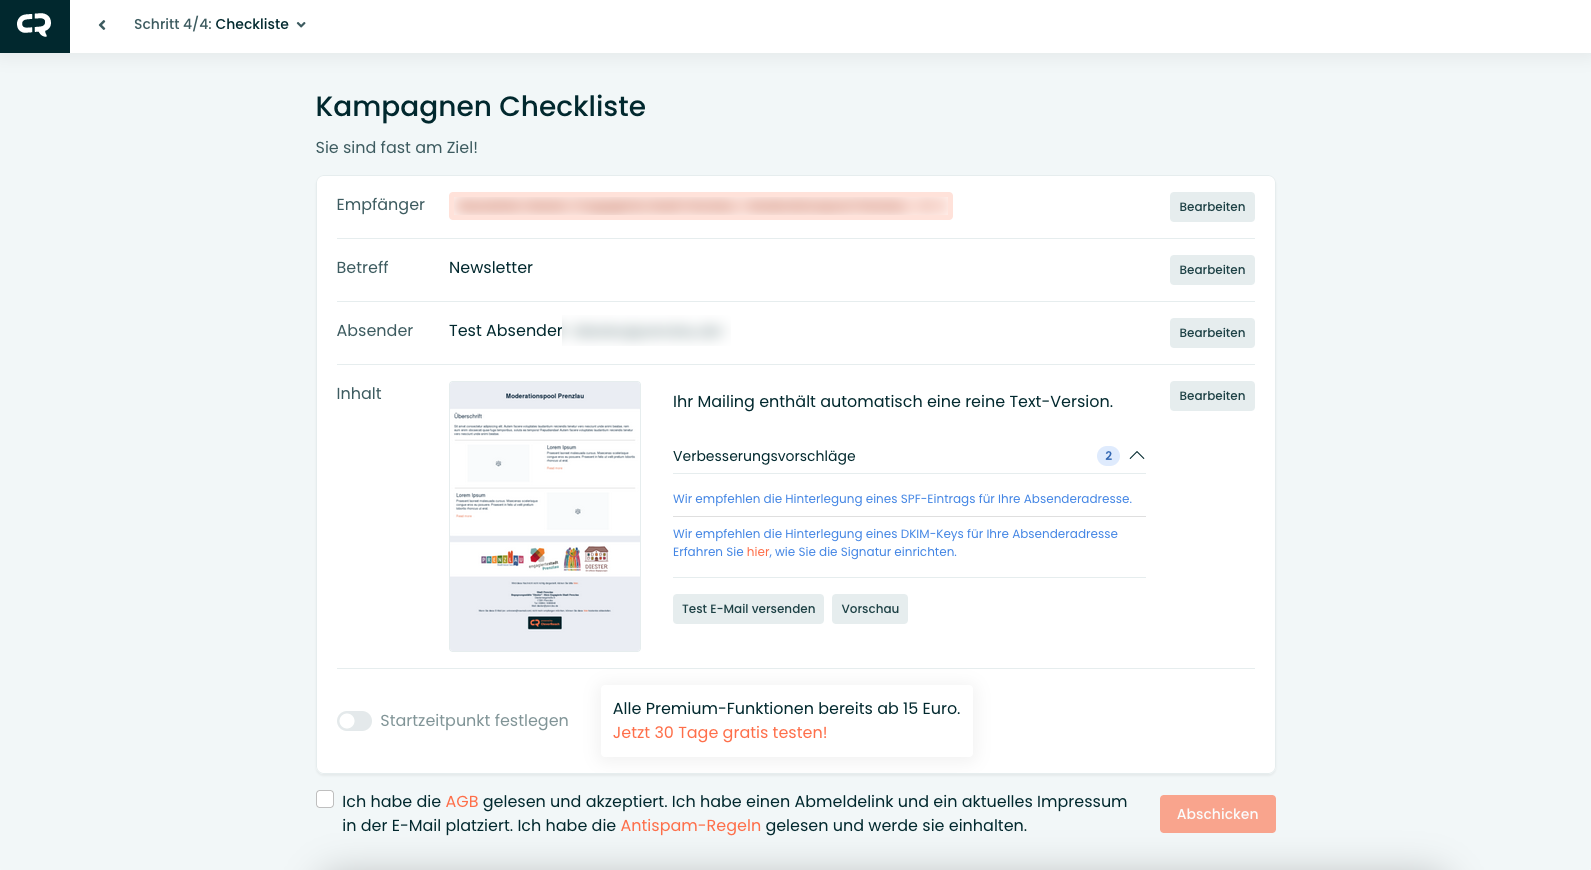 Schritt 4/4: Checkliste
Kampagnen Checkliste
Sie sind fast am Ziel!
Empfänger
Bearbeiten
Betreff Newsletter
Bearbeiten
Absender Test Absender
Bearbeiten
Inhalt
Bearbeiten
Moderationspool Prenzlau
Überschrift
Lorem Ipsum
Lorem Ipsum
PRENZLAU
Ihr Mailing enthält automatisch eine reine Text-Version.
Verbesserungsvorschläge 2
Wir empfehlen die Hinterlegung eines SPF-Eintrags für Ihre Absenderadresse.
Wir empfehlen die Hinterlegung eines DKIM-Keys für Ihre Absenderadresse
Erfahren Sie hier, wie Sie die Signatur einrichten.
Test E-Mail versenden
Vorschau
Startzeitpunkt festlegen
Alle Premium-Funktionen bereits ab 15 Euro.
Jetzt 30 Tage gratis testen!
Ich habe die AGB gelesen und akzeptiert. Ich habe einen Abmeldelink und ein aktuelles Impressum
in der E-Mail platziert. Ich habe die Antispam-Regeln gelesen und werde sie einhalten.
Abschicken